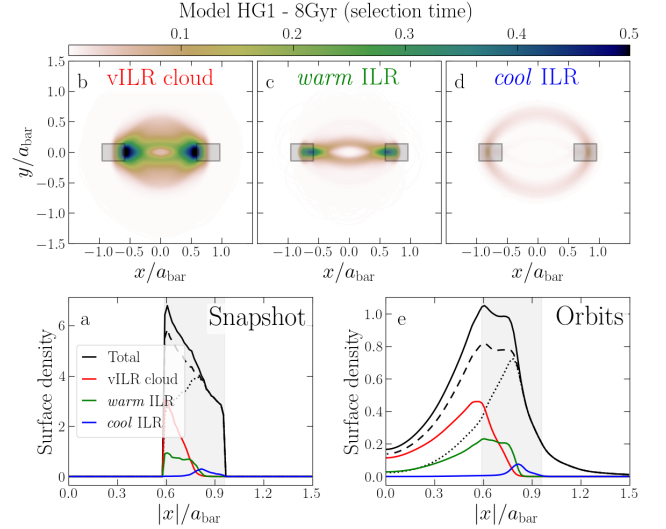 Model HG1 - 8Gyr (selection time)
0.1 0.2 0.3 0.4 0.5
b vILR cloud
c warm ILR
d cool ILR
1.5
1.0
0.5
0.0
−0.5
−1.0
−1.5
y/a_bar
−1.0 −0.5 0.0 0.5 1.0
−1.0 −0.5 0.0 0.5 1.0
−1.0 −0.5 0.0 0.5 1.0
x/a_bar
x/a_bar
x/a_bar
a Snapshot
6
4
2
0
Surface density
Total
vILR cloud
warm ILR
cool ILR
0.0 0.3 0.6 0.9 1.2 1.5
|x|/a_bar
e Orbits
1.0
0.8
0.6
0.4
0.2
0.0
Surface density
0.0 0.3 0.6 0.9 1.2 1.5
|x|/a_bar